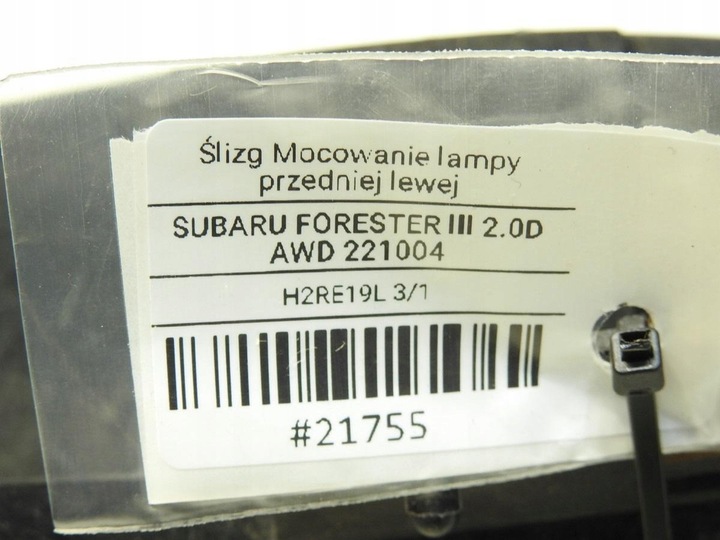 Ślizg Mocowanie lampy
przedniej lewej
SUBARU FORESTER III 2.0D
AWD 221004
H2RE19L 3/1
#21755